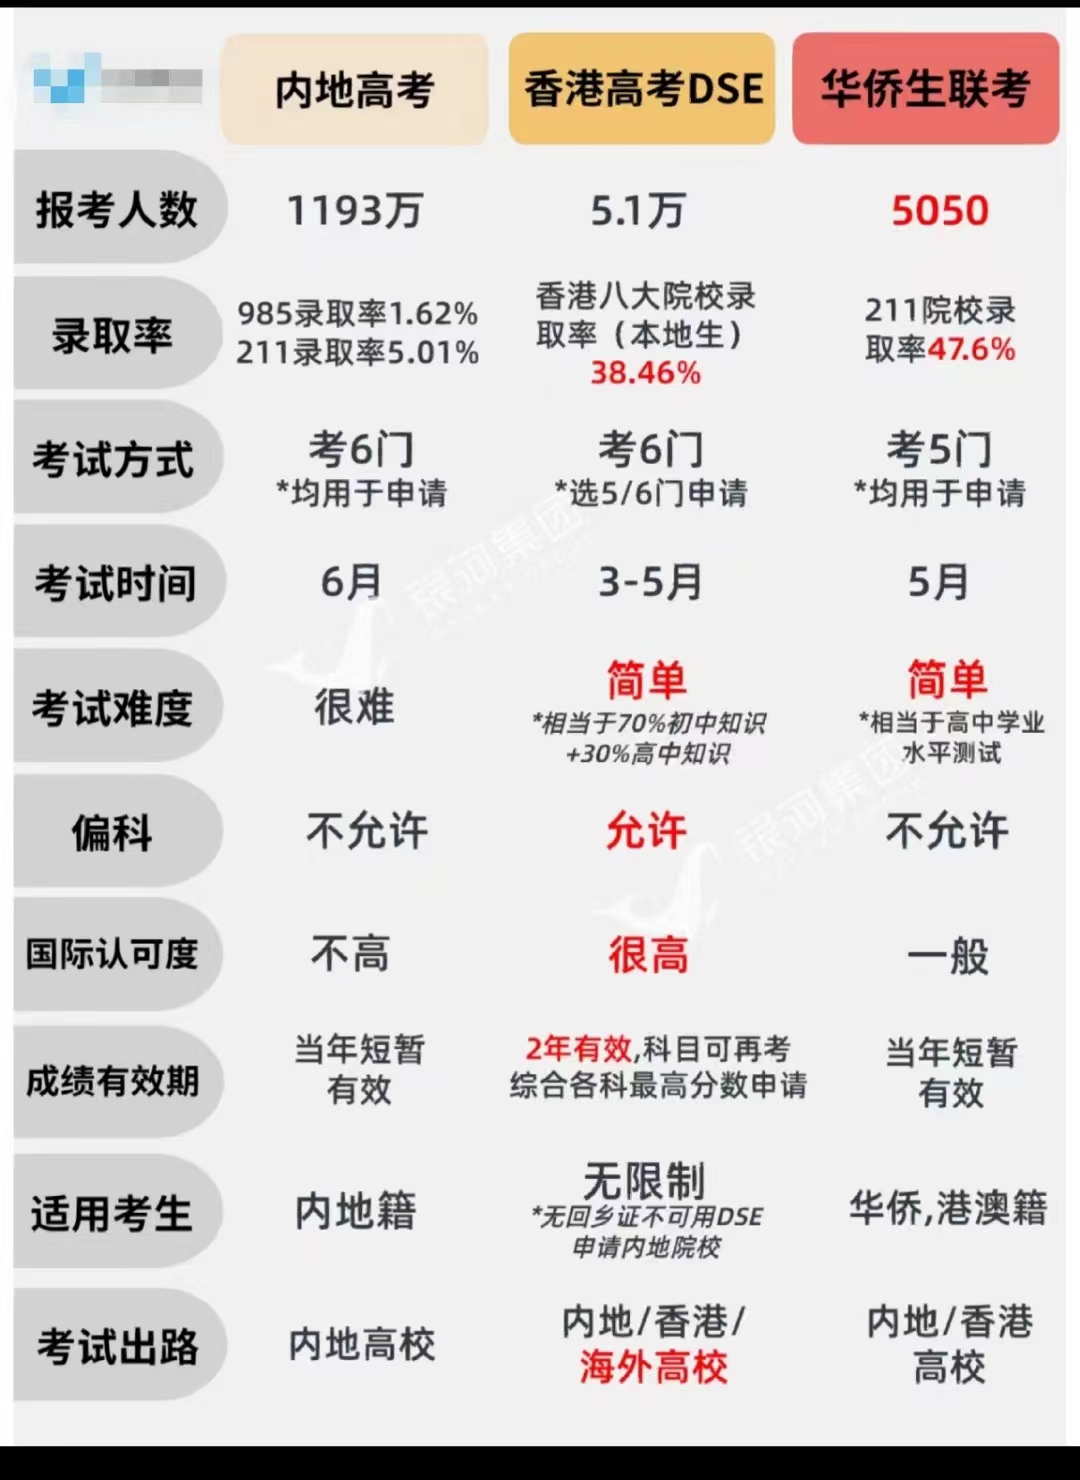 内地高考 香港高考DSE 华侨生联考
报考人数 1193万 5.1万 5050
录取率
985录取率1.62%
211录取率5.01%
香港八大院校录
取率（本地生）
38.46%
211院校录
取率47.6%
考试方式
考6门
*均用于申请
考6门
*选5/6门申请
考5门
*均用于申请
考试时间 6月 3-5月 5月
考试难度
很难
简单
*相当于70%初中知识
+30%高中知识
简单
*相当于高中学业
水平测试
偏科 不允许 允许 不允许
国际认可度 不高 很高 一般
成绩有效期
当年短暂
有效
2年有效,科目可再考
综合各科最高分数申请
当年短暂
有效
适用考生
内地籍
无限制
*无回乡证不可用DSE
申请内地院校
华侨,港澳籍
考试出路
内地高校
内地/香港/
海外高校
内地/香港
高校
银河集团
银河集团